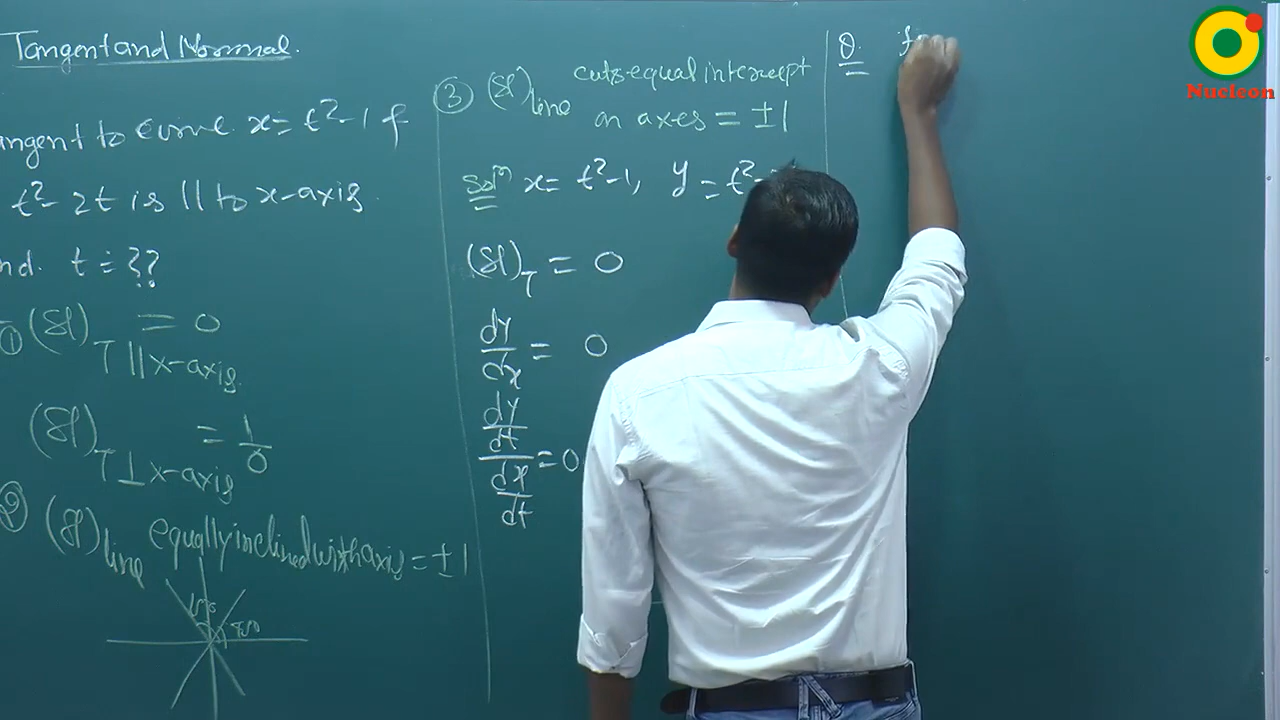 Tangent and Normal.
angent to curve x = t²-1 &
t²- 2t is || to x-axis.
nd. t = ??
① (Sl)T || x-axis. = 0
(Sl)T ⊥ x-axis = 1/0
② (Sl)line equally inclined with axis = ± 1
③ (Sl)line cuts equal intercept
on axes = ±1
Soln x = t²-1, y = t²-
(Sl)T = 0
dy/dx = 0
dy/dt / dx/dt = 0
Q.
Nucleon